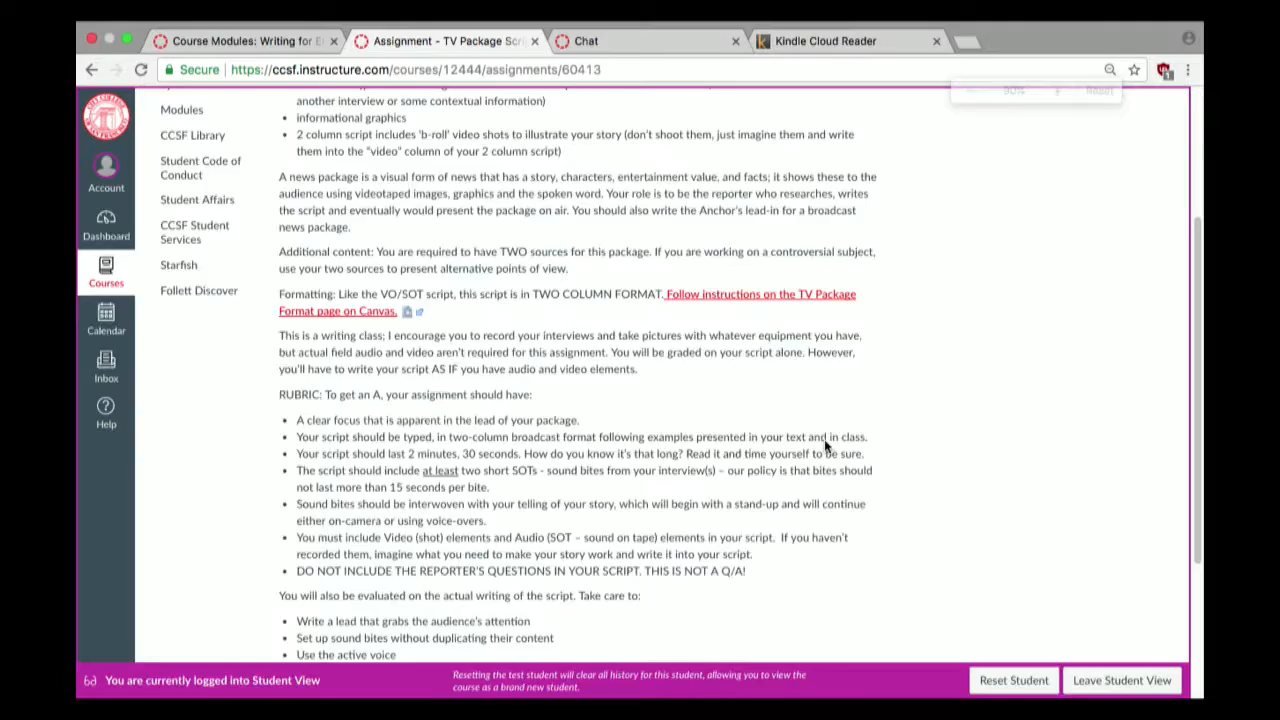 Course Modules: Writing for E
Assignment - TV Package Scri
Chat
Kindle Cloud Reader
Secure
https://ccsf.instructure.com/courses/12444/assignments/60413
90%
Reset
Account
Dashboard
Courses
Calendar
Inbox
Help
Modules
CCSF Library
Student Code of
Conduct
Student Affairs
CCSF Student
Services
Starfish
Follett Discover
another interview or some contextual information)
• informational graphics
• 2 column script includes 'b-roll' video shots to illustrate your story (don't shoot them, just imagine them and write
them into the "video" column of your 2 column script)
A news package is a visual form of news that has a story, characters, entertainment value, and facts; it shows these to the
audience using videotaped images, graphics and the spoken word. Your role is to be the reporter who researches, writes
the script and eventually would present the package on air. You should also write the Anchor's lead-in for a broadcast
news package.
Additional content: You are required to have TWO sources for this package. If you are working on a controversial subject,
use your two sources to present alternative points of view.
Formatting: Like the VO/SOT script, this script is in TWO COLUMN FORMAT. Follow instructions on the TV Package
Format page on Canvas.
This is a writing class; I encourage you to record your interviews and take pictures with whatever equipment you have,
but actual field audio and video aren't required for this assignment. You will be graded on your script alone. However,
you'll have to write your script AS IF you have audio and video elements.
RUBRIC: To get an A, your assignment should have:
• A clear focus that is apparent in the lead of your package.
• Your script should be typed, in two-column broadcast format following examples presented in your text and in class.
• Your script should last 2 minutes, 30 seconds. How do you know it's that long? Read it and time yourself to be sure.
• The script should include at least two short SOTs - sound bites from your interview(s) – our policy is that bites should
not last more than 15 seconds per bite.
• Sound bites should be interwoven with your telling of your story, which will begin with a stand-up and will continue
either on-camera or using voice-overs.
• You must include Video (shot) elements and Audio (SOT – sound on tape) elements in your script. If you haven't
recorded them, imagine what you need to make your story work and write it into your script.
• DO NOT INCLUDE THE REPORTER'S QUESTIONS IN YOUR SCRIPT. THIS IS NOT A Q/A!
You will also be evaluated on the actual writing of the script. Take care to:
• Write a lead that grabs the audience's attention
• Set up sound bites without duplicating their content
• Use the active voice
You are currently logged into Student View
Resetting the test student will clear all history for this student, allowing you to view the
course as a brand new student.
Reset Student
Leave Student View